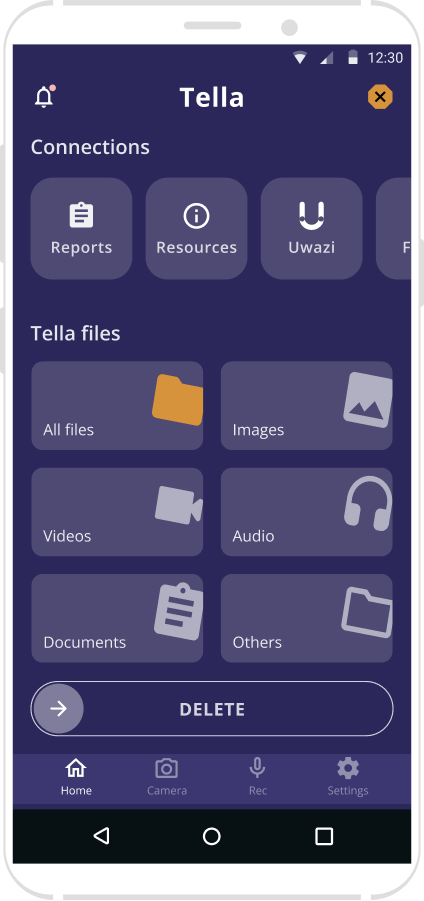 12:30
Tella
Connections
Reports Resources Uwazi F
Tella files
All files Images
Videos Audio
Documents Others
DELETE
Home Camera Rec Settings